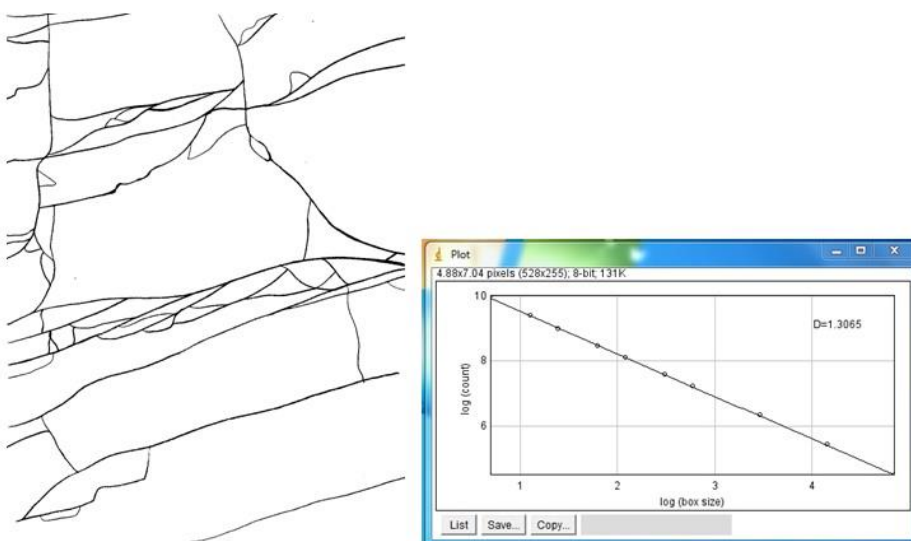 Plot
4.88x7.04 pixels (528x255); 8-bit; 131K
10
D=1.3065
8
log (count)
6
1 2 3 4
log (box size)
List Save... Copy...